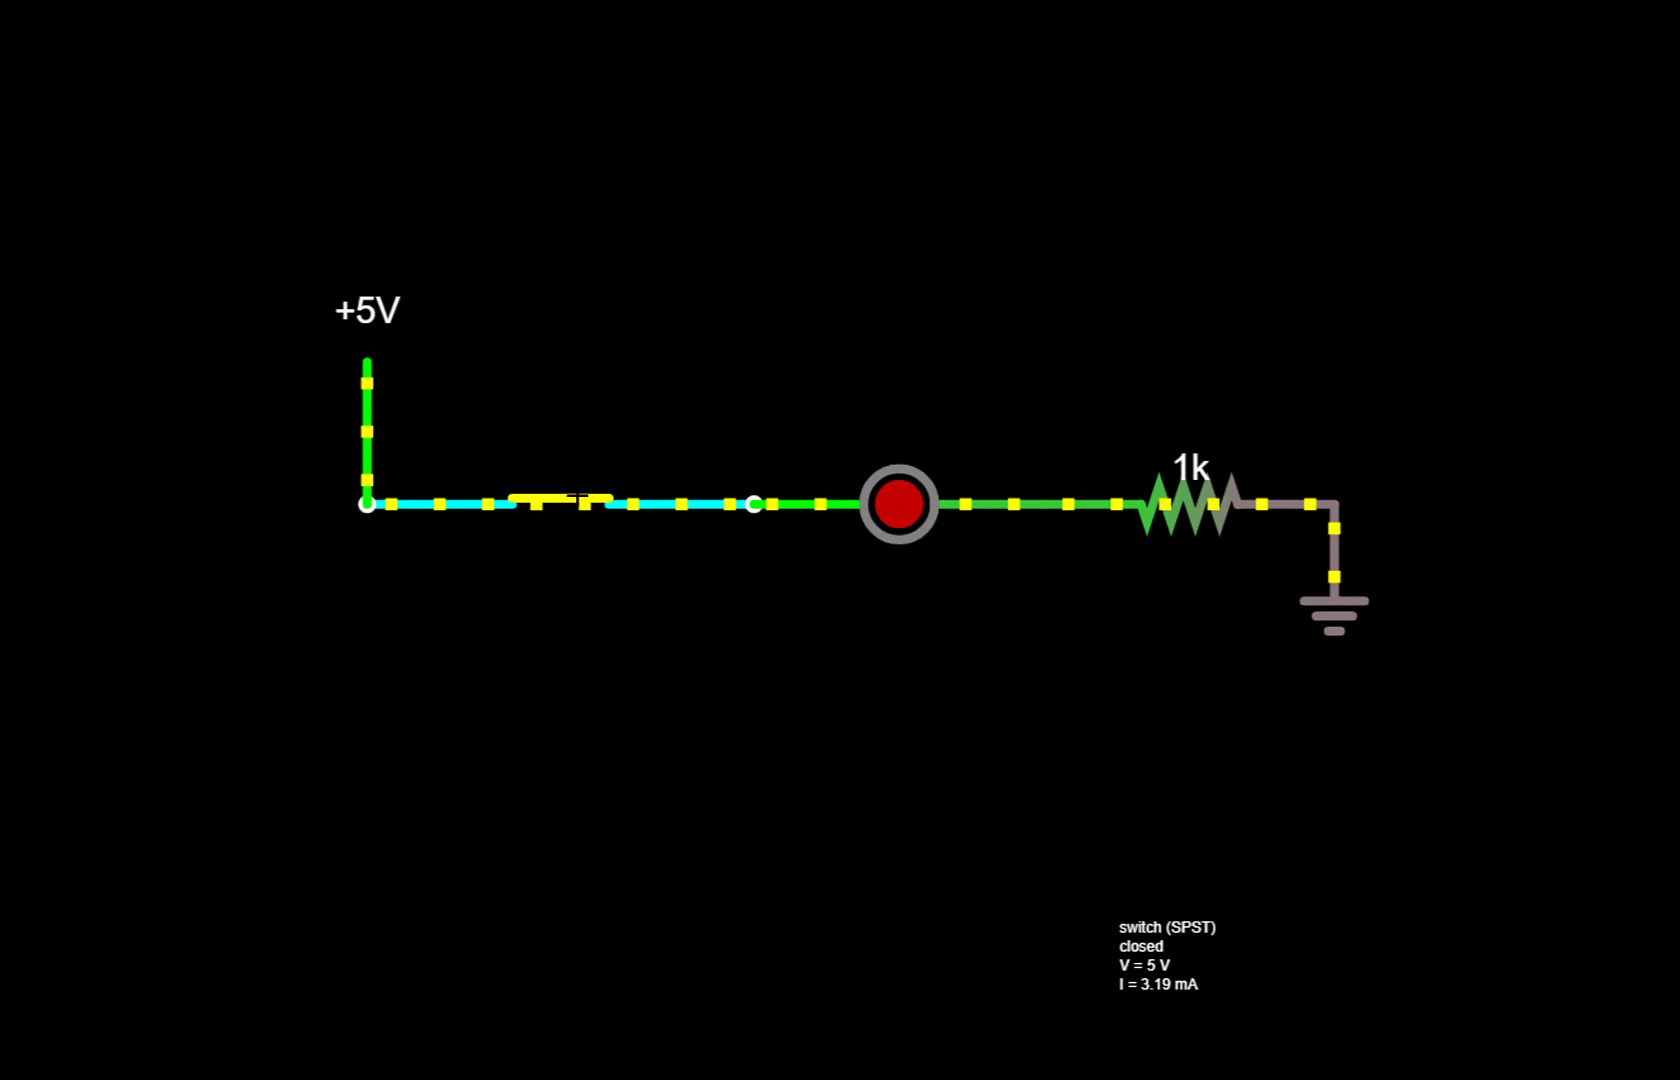 +5V
1k
switch (SPST)
closed
V = 5 V
I = 3.19 mA